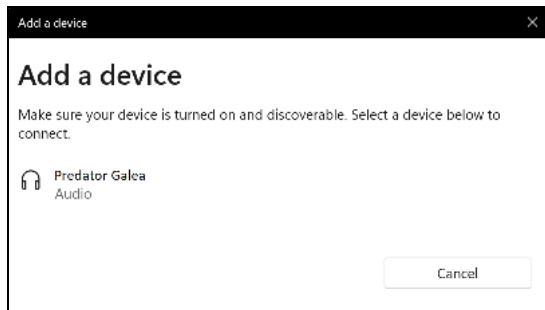 Add a device
Add a device
Make sure your device is turned on and discoverable. Select a device below to
connect.
Predator Galea
Audio
Cancel